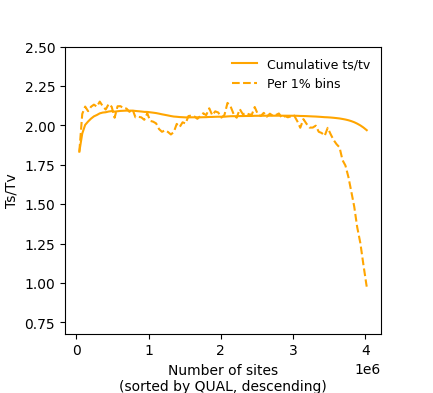 2.50
Cumulative ts/tv
Per 1% bins
2.25
2.00
1.75
1.50
1.25
1.00
0.75
Ts/Tv
0 1 2 3 4
1e6
Number of sites
(sorted by QUAL, descending)